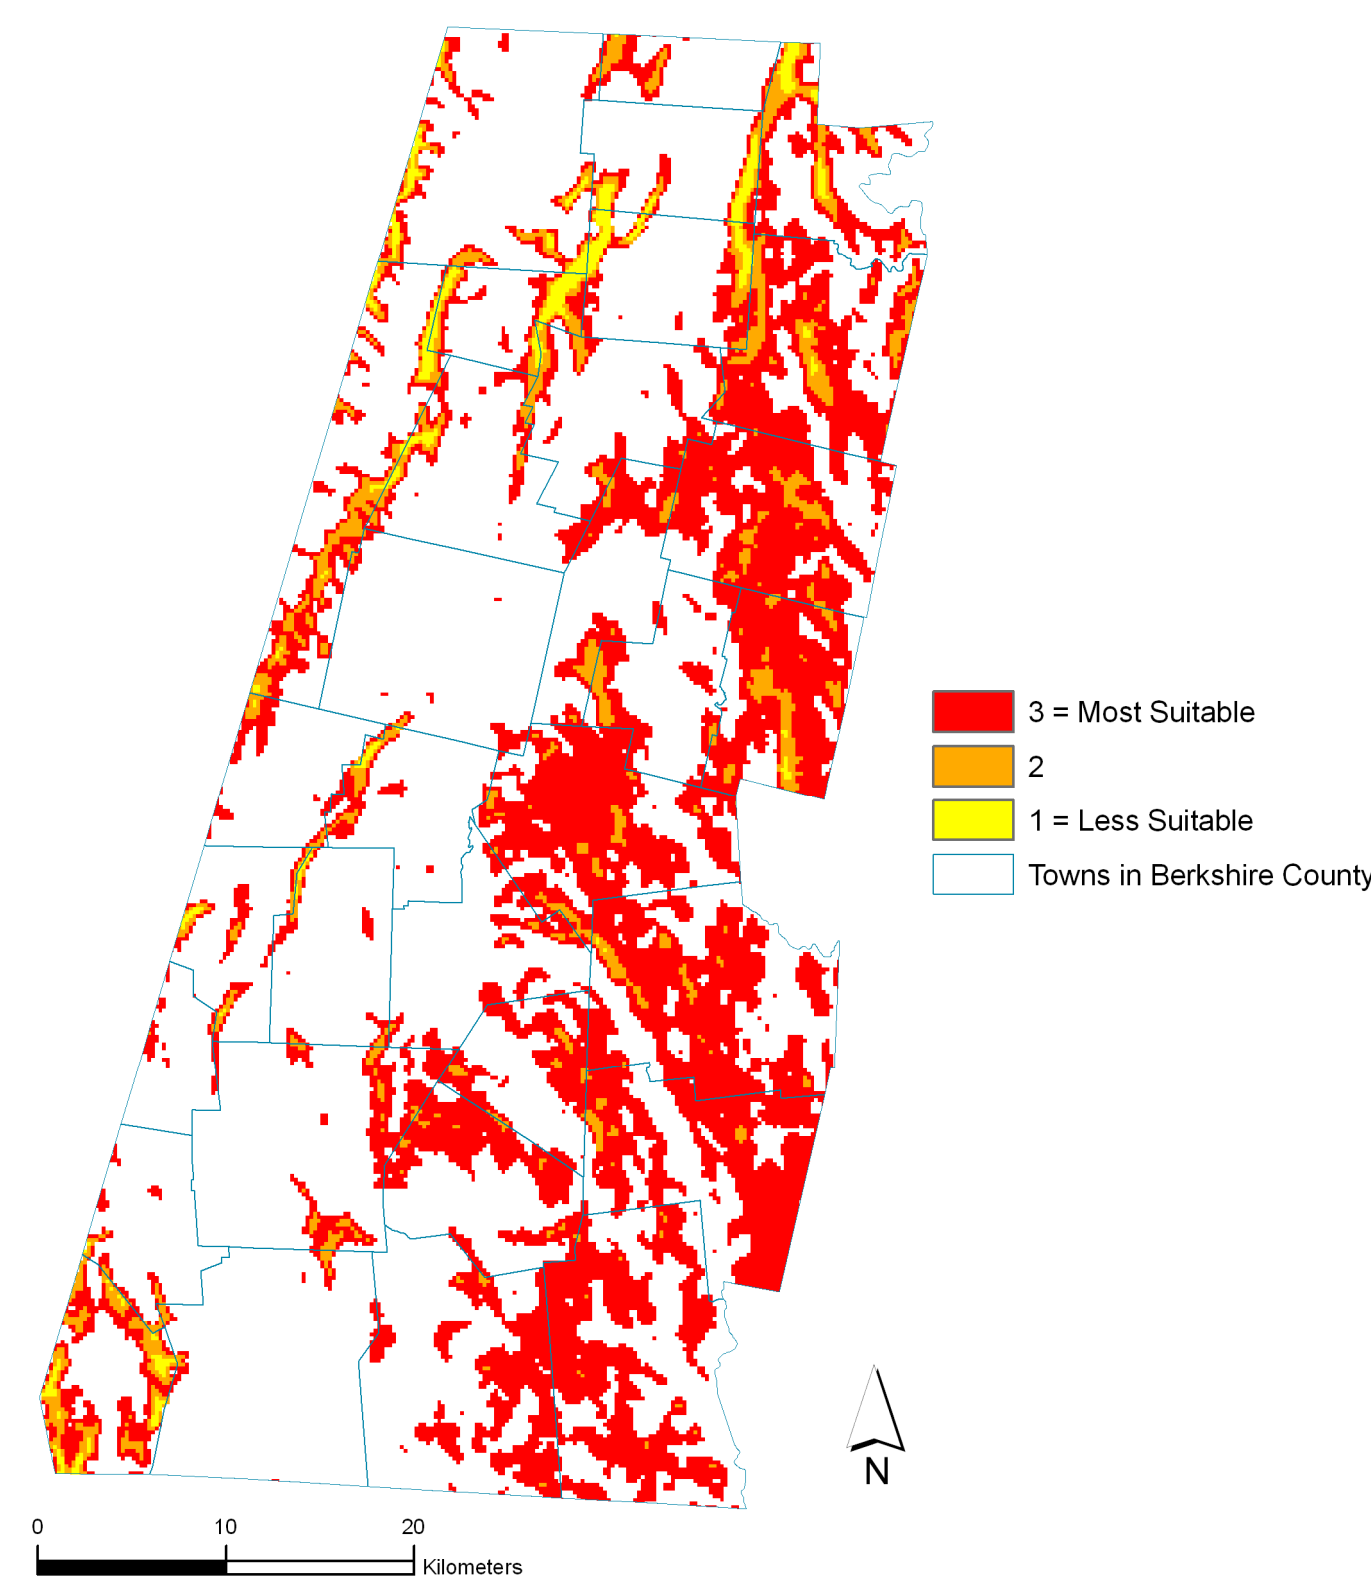 3 = Most Suitable
2
1 = Less Suitable
Towns in Berkshire County
N
0 10 20
Kilometers